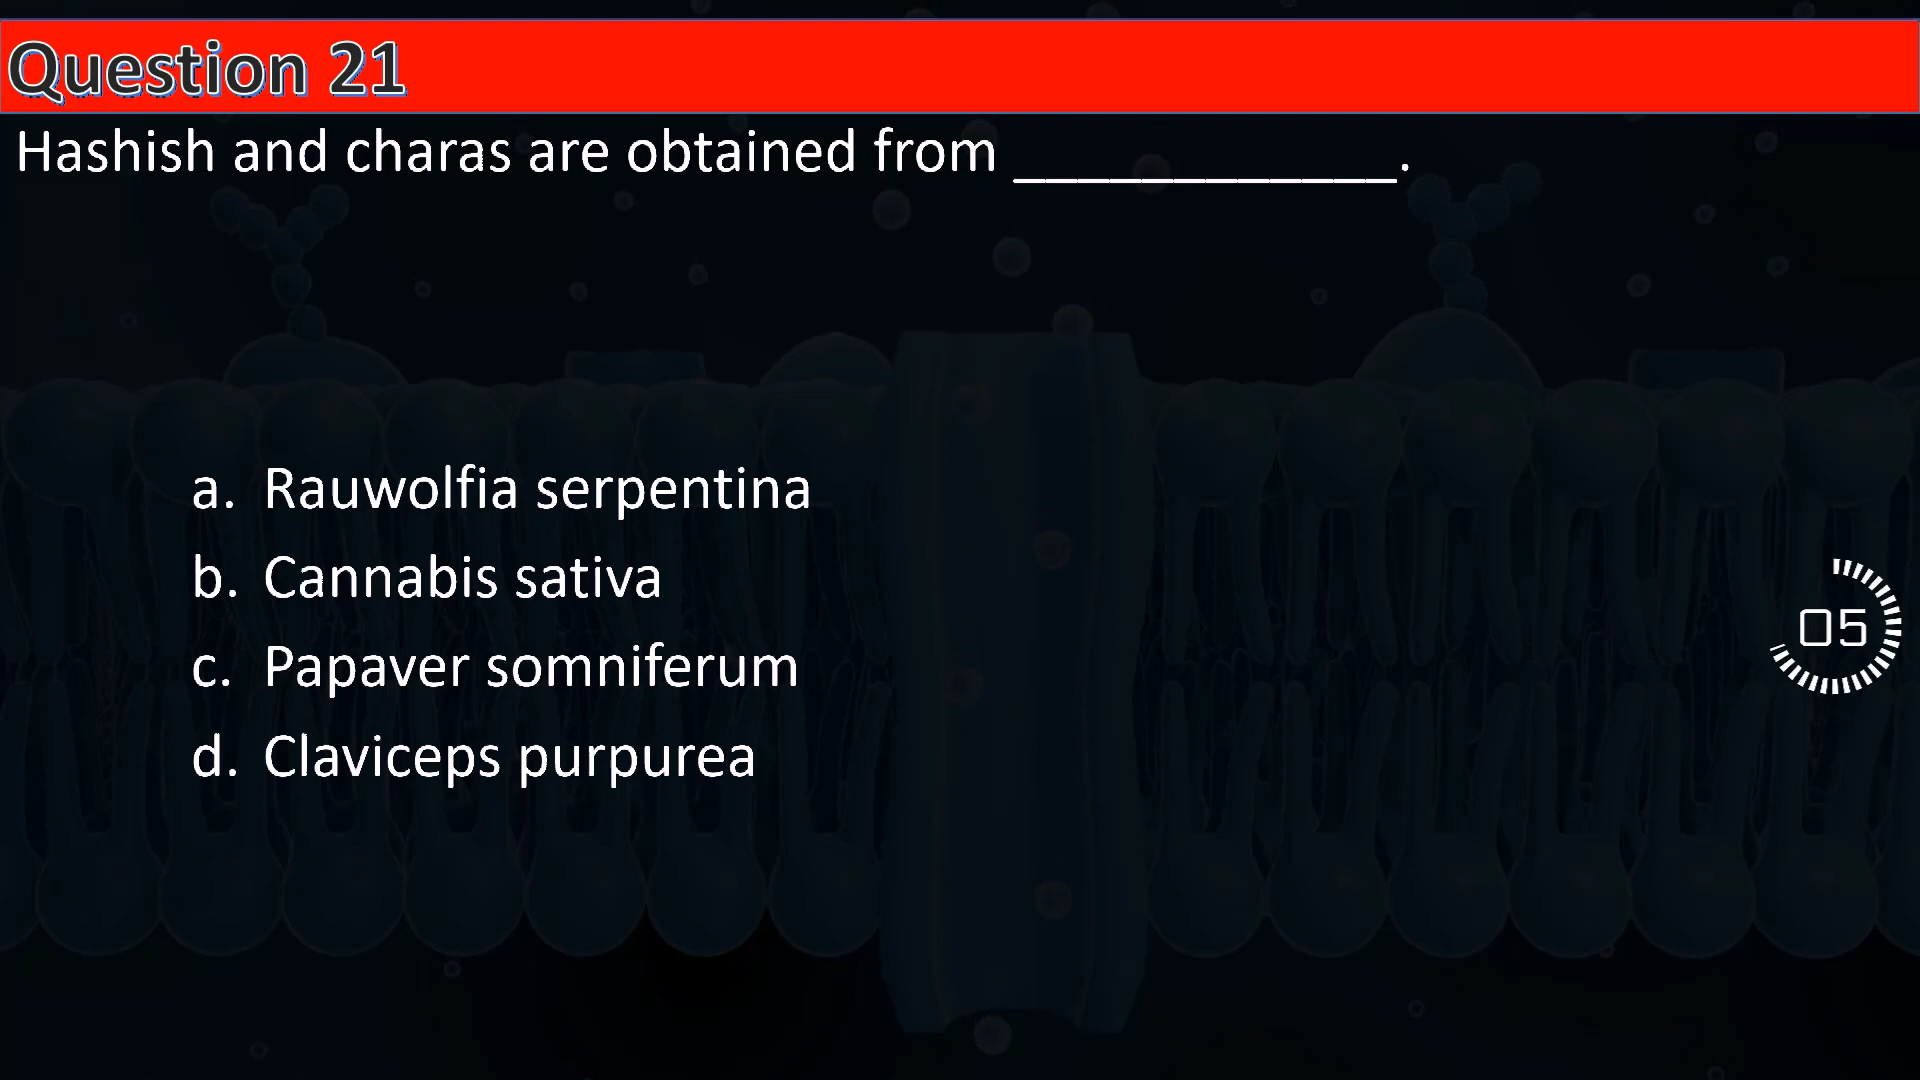 Question 21
Hashish and charas are obtained from ____________.
a. Rauwolfia serpentina
b. Cannabis sativa
c. Papaver somniferum
d. Claviceps purpurea
05